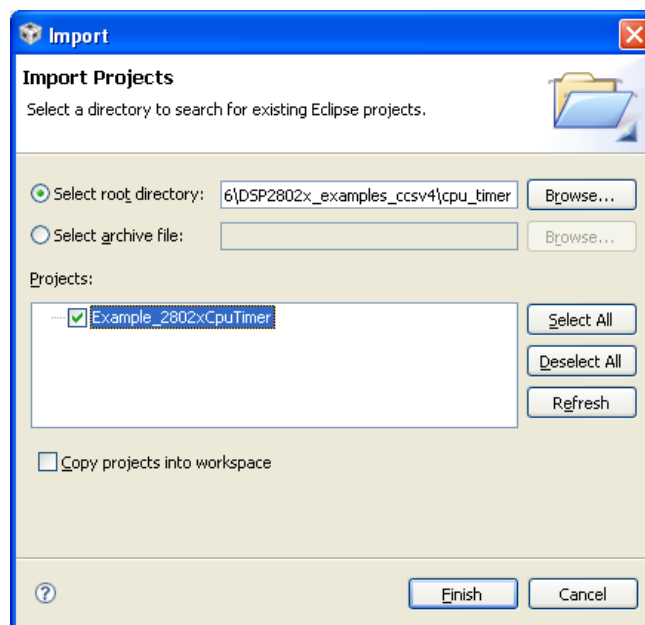 Import
Import Projects
Select a directory to search for existing Eclipse projects.
Select root directory: 6\DSP2802x_examples_ccsv4\cpu_timer Browse...
Select archive file: Browse...
Projects:
Example_2802xCpuTimer
Select All
Deselect All
Refresh
Copy projects into workspace
? Finish Cancel